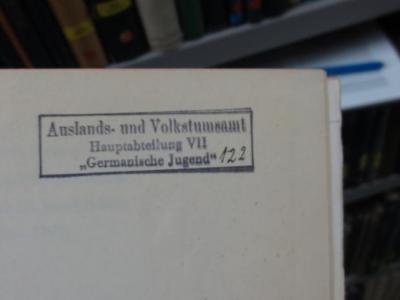 Auslands- und Volkstumsamt
Hauptabteilung VII
„Germanische Jugend“ 122